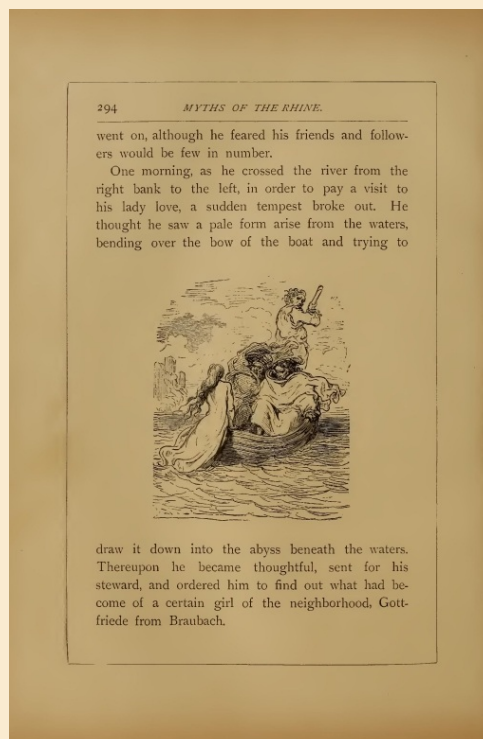 294
MYTHS OF THE RHINE.
went on, although he feared his friends and follow-
ers would be few in number.
One morning, as he crossed the river from the
right bank to the left, in order to pay a visit to
his lady love, a sudden tempest broke out. He
thought he saw a pale form arise from the waters,
bending over the bow of the boat and trying to
draw it down into the abyss beneath the waters.
Thereupon he became thoughtful, sent for his
steward, and ordered him to find out what had be-
come of a certain girl of the neighborhood, Gott-
friede from Braubach.